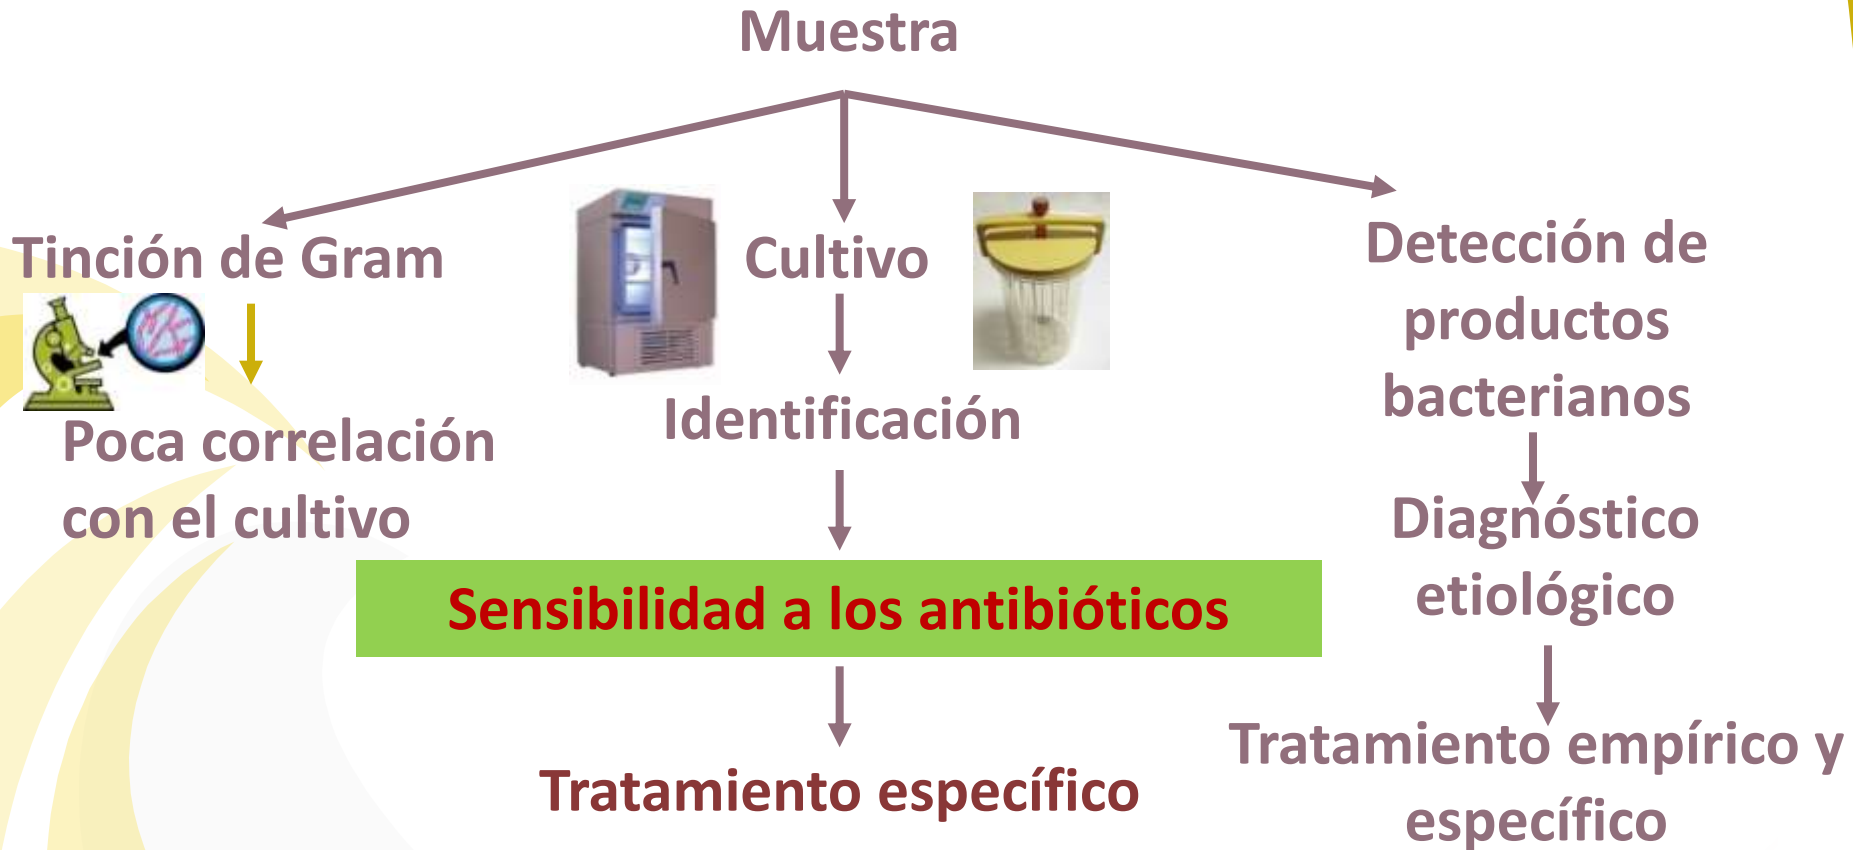 Muestra
Tinción de Gram
Poca correlación
con el cultivo
Cultivo
Identificación
Sensibilidad a los antibióticos
Tratamiento específico
Detección de
productos
bacterianos
Diagnóstico
etiológico
Tratamiento empírico y
específico